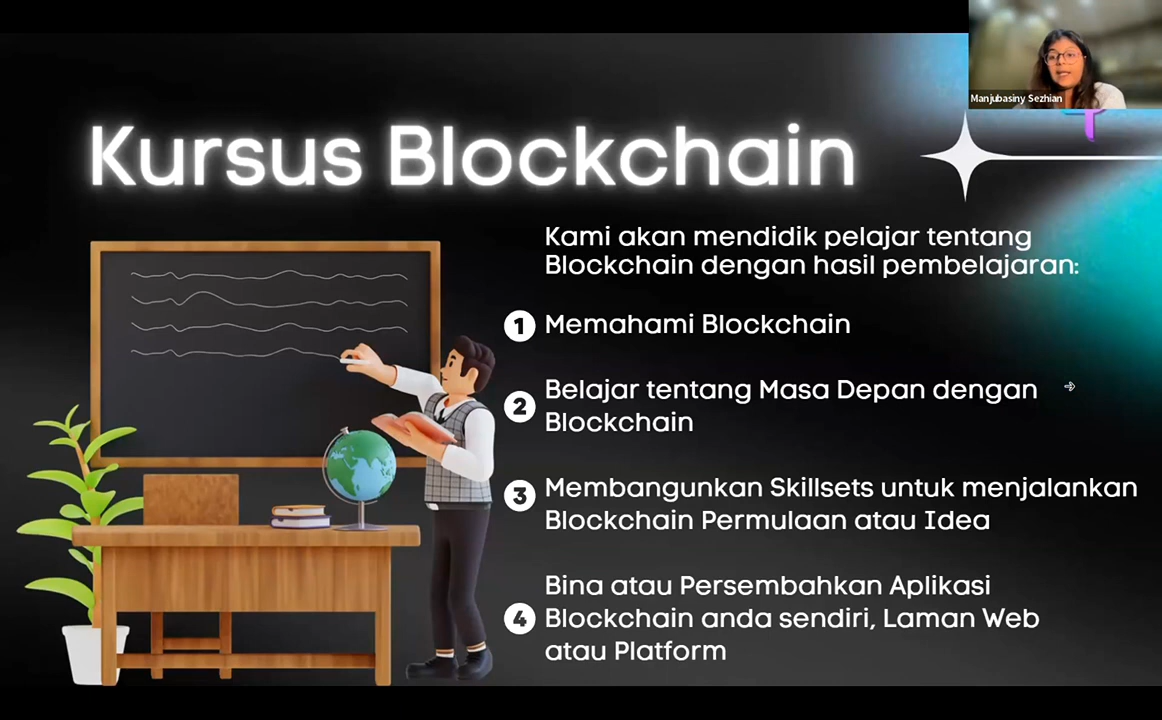 Manjubasiny Sezhian
Kursus Blockchain
Kami akan mendidik pelajar tentang
Blockchain dengan hasil pembelajaran:
1 Memahami Blockchain
2 Belajar tentang Masa Depan dengan
Blockchain
3 Membangunkan Skillsets untuk menjalankan
Blockchain Permulaan atau Idea
4 Bina atau Persembahkan Aplikasi
Blockchain anda sendiri, Laman Web
atau Platform